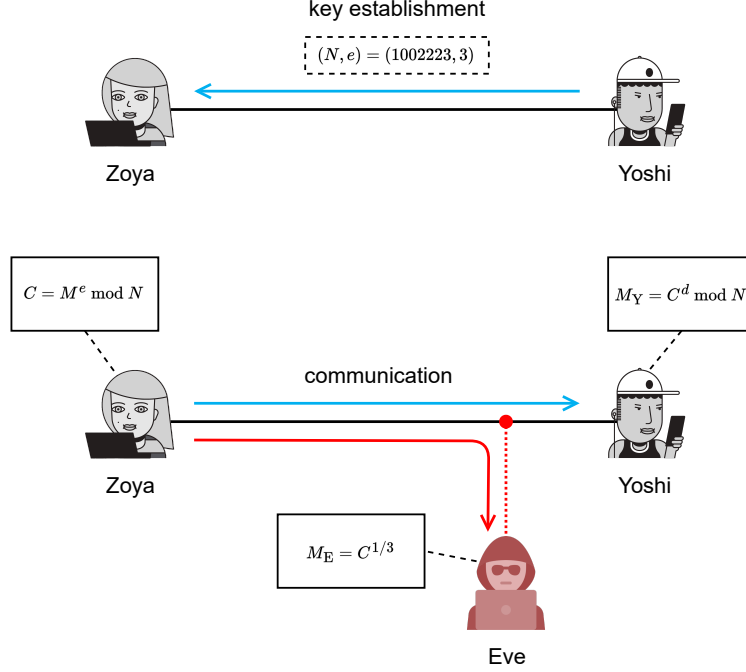 key establishment
(N, e) = (1002223, 3)
Zoya
Yoshi
C = M^e mod N
M_Y = C^d mod N
communication
Zoya
Yoshi
M_E = C^{1/3}
Eve